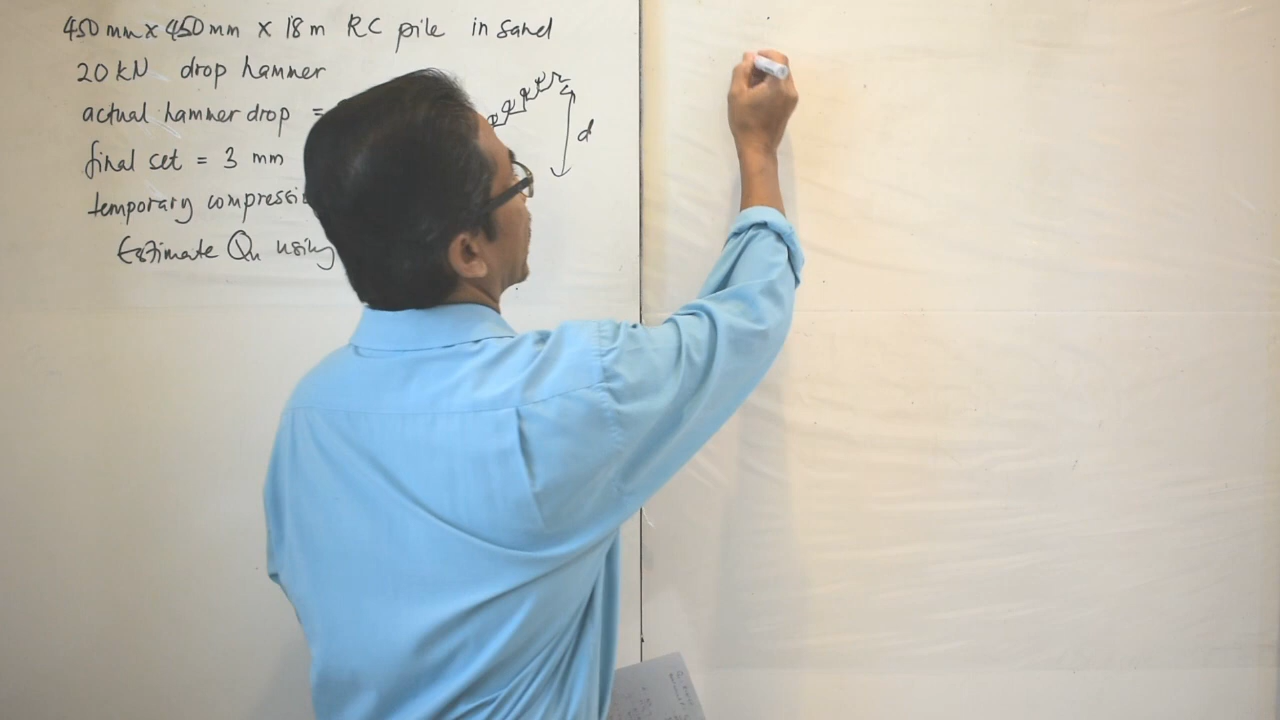 450 mm x 450 mm x 18 m RC pile in sand
20 kN drop hammer
actual hammer drop =
final set = 3 mm
temporary
Estimate Qu using
d